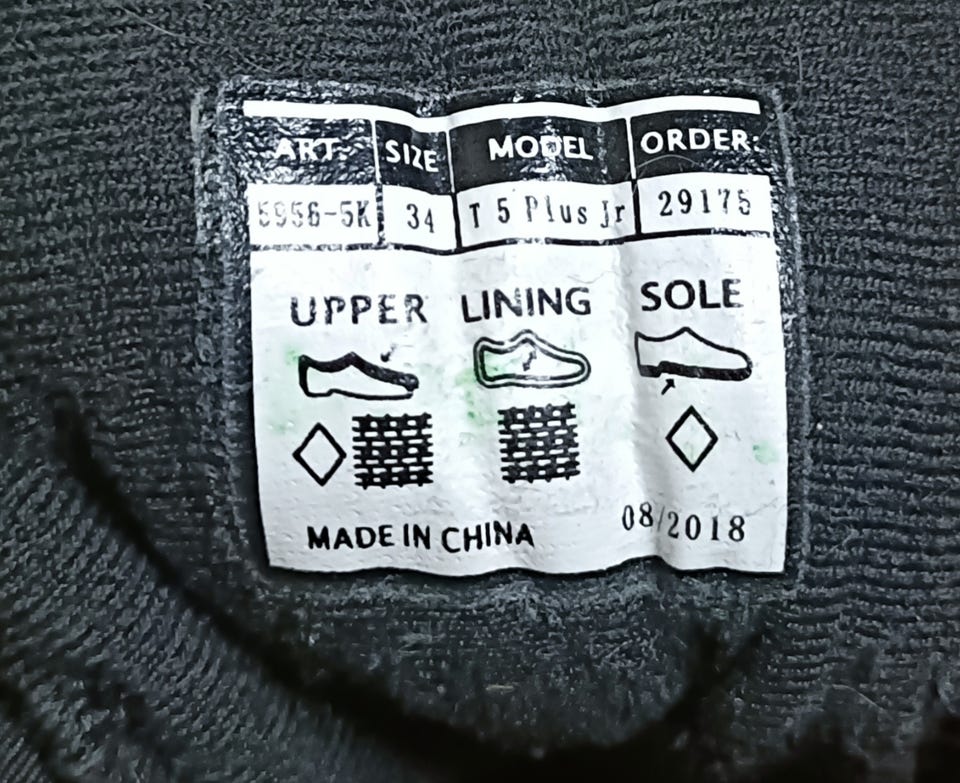 ART: SIZE MODEL ORDER:
5956-5K 34 T 5 Plus Jr 29175
UPPER LINING SOLE
MADE IN CHINA 08/2018